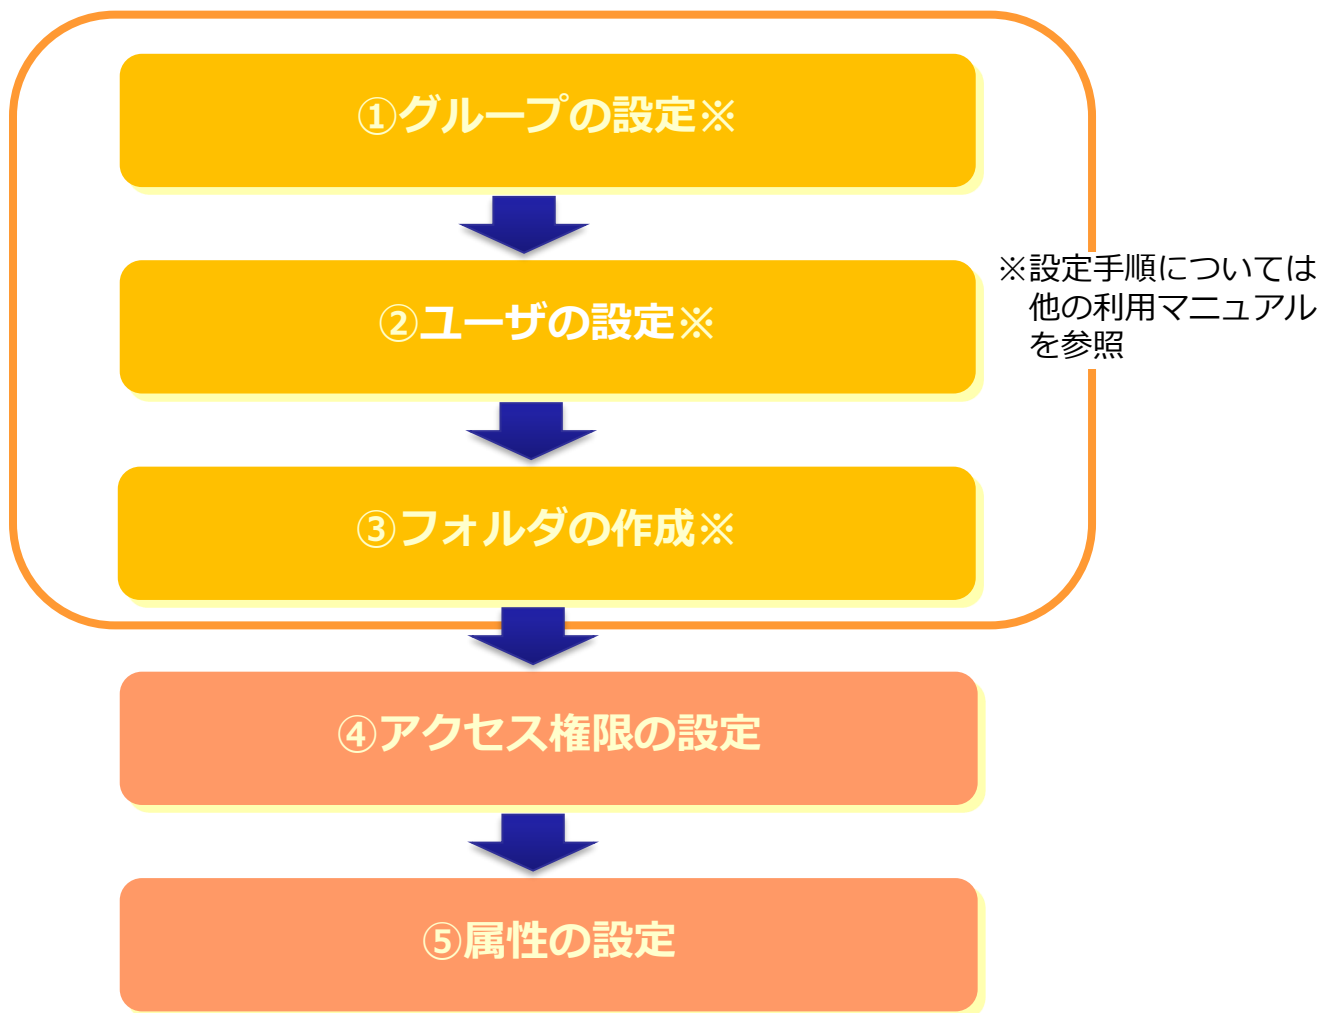 ①グループの設定※
②ユーザの設定※
※設定手順については
他の利用マニュアル
を参照
③フォルダの作成※
④アクセス権限の設定
⑤属性の設定